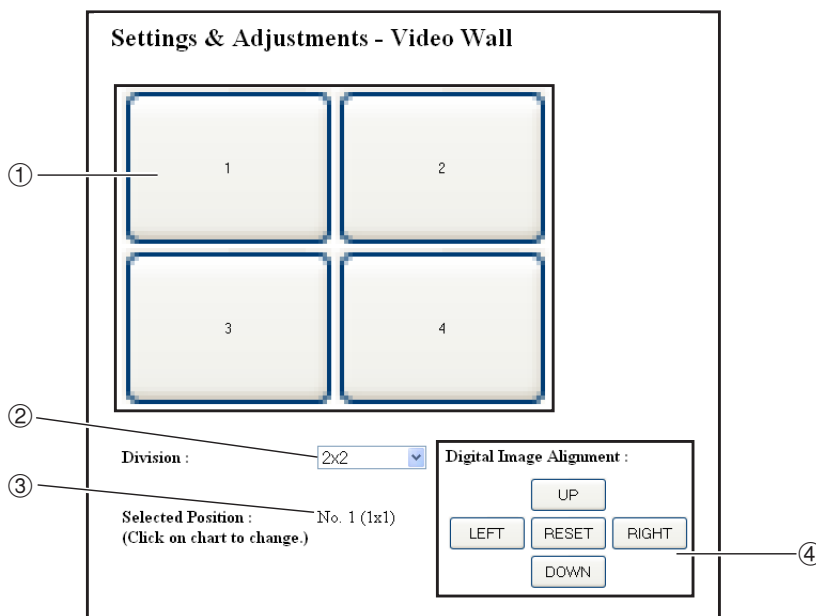 Settings & Adjustments - Video Wall
①
1
2
3
4
②
Division :
2x2
③
Selected Position :
No. 1 (1x1)
(Click on chart to change.)
Digital Image Alignment :
UP
LEFT
RESET
RIGHT
DOWN
④